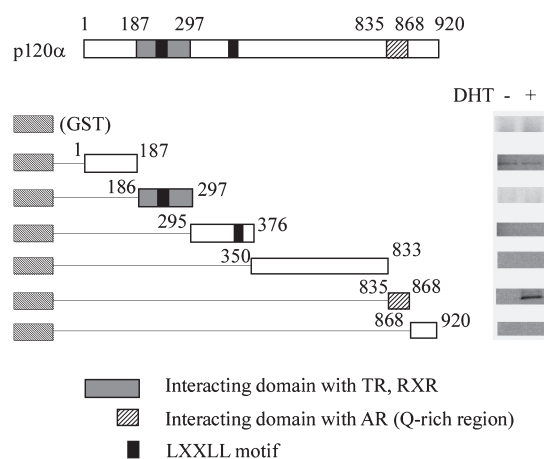 1 187 297 835 868 920
p120α
DHT - +
(GST)
1 187
186 297
295 376
350 833
835 868
868 920
Interacting domain with TR, RXR
Interacting domain with AR (Q-rich region)
LXXLL motif